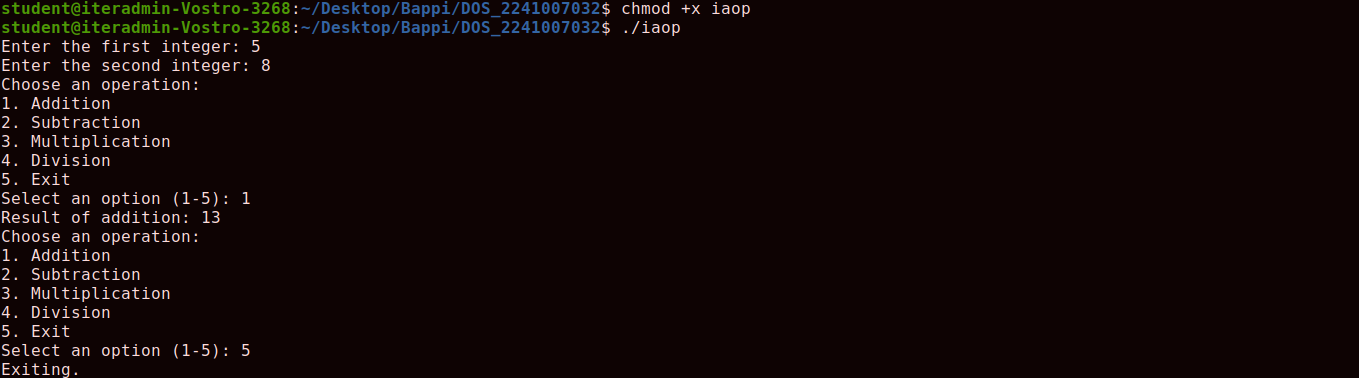 student@iteradmin-Vostro-3268:~/Desktop/Bappi/DOS_2241007032$ chmod +x iaop
student@iteradmin-Vostro-3268:~/Desktop/Bappi/DOS_2241007032$ ./iaop
Enter the first integer: 5
Enter the second integer: 8
Choose an operation:
1. Addition
2. Subtraction
3. Multiplication
4. Division
5. Exit
Select an option (1-5): 1
Result of addition: 13
Choose an operation:
1. Addition
2. Subtraction
3. Multiplication
4. Division
5. Exit
Select an option (1-5): 5
Exiting.